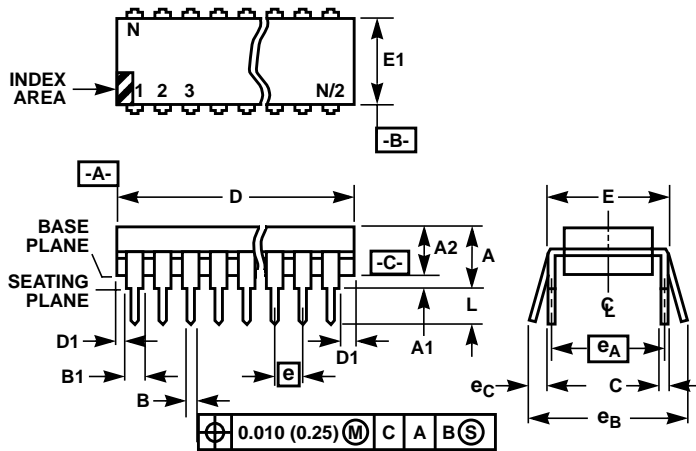 N
E1
INDEX
AREA
1 2 3 N/2
-B-
-A-
D
E
BASE
PLANE
A2
A
-C-
SEATING
PLANE
L
C
L
D1
A1
D1
eA
B1
e
eC
C
B
eB
0.010 (0.25) M C A B S